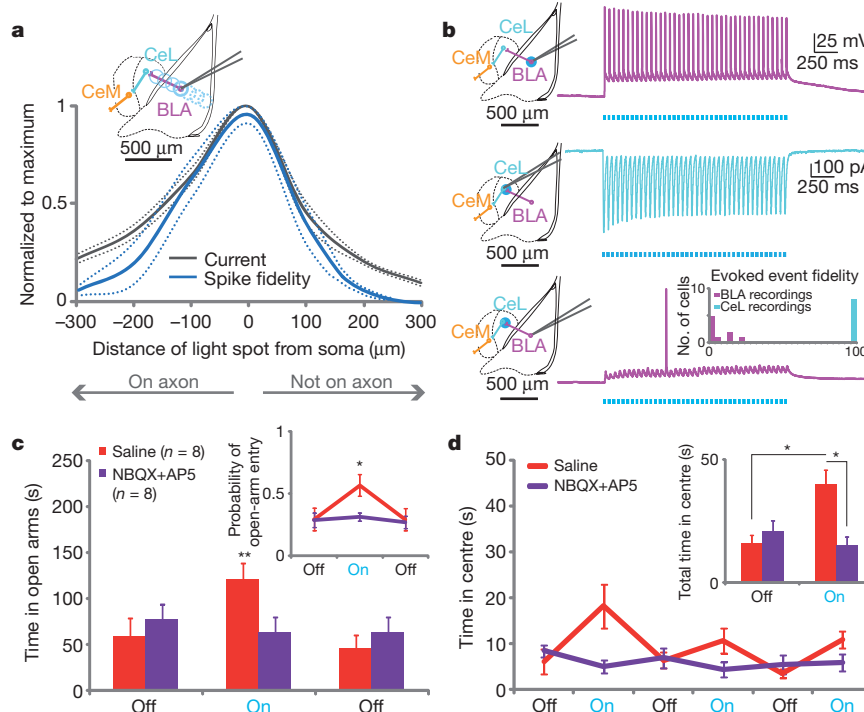 a
CeL
CeM
BLA
500 μm
Normalized to maximum
1
0.5
0
Current
Spike fidelity
−300 −200 −100 0 100 200 300
Distance of light spot from soma (μm)
On axon Not on axon
b
CeL
CeM
BLA
500 μm
25 mV
250 ms
CeL
CeM
BLA
500 μm
100 pA
250 ms
CeL
CeM
BLA
500 μm
Evoked event fidelity
BLA recordings
CeL recordings
No. of cells
10
0
0 100
c
Saline (n = 8)
NBQX+AP5
(n = 8)
Time in open arms (s)
250
200
150
100
50
0
**
Off On Off
Probability of
open-arm entry
1
0.5
0
*
Off On Off
d
Saline
NBQX+AP5
Time in centre (s)
50
40
30
20
10
0
Off On Off On Off On
Total time in centre (s)
50
0
* *
Off On